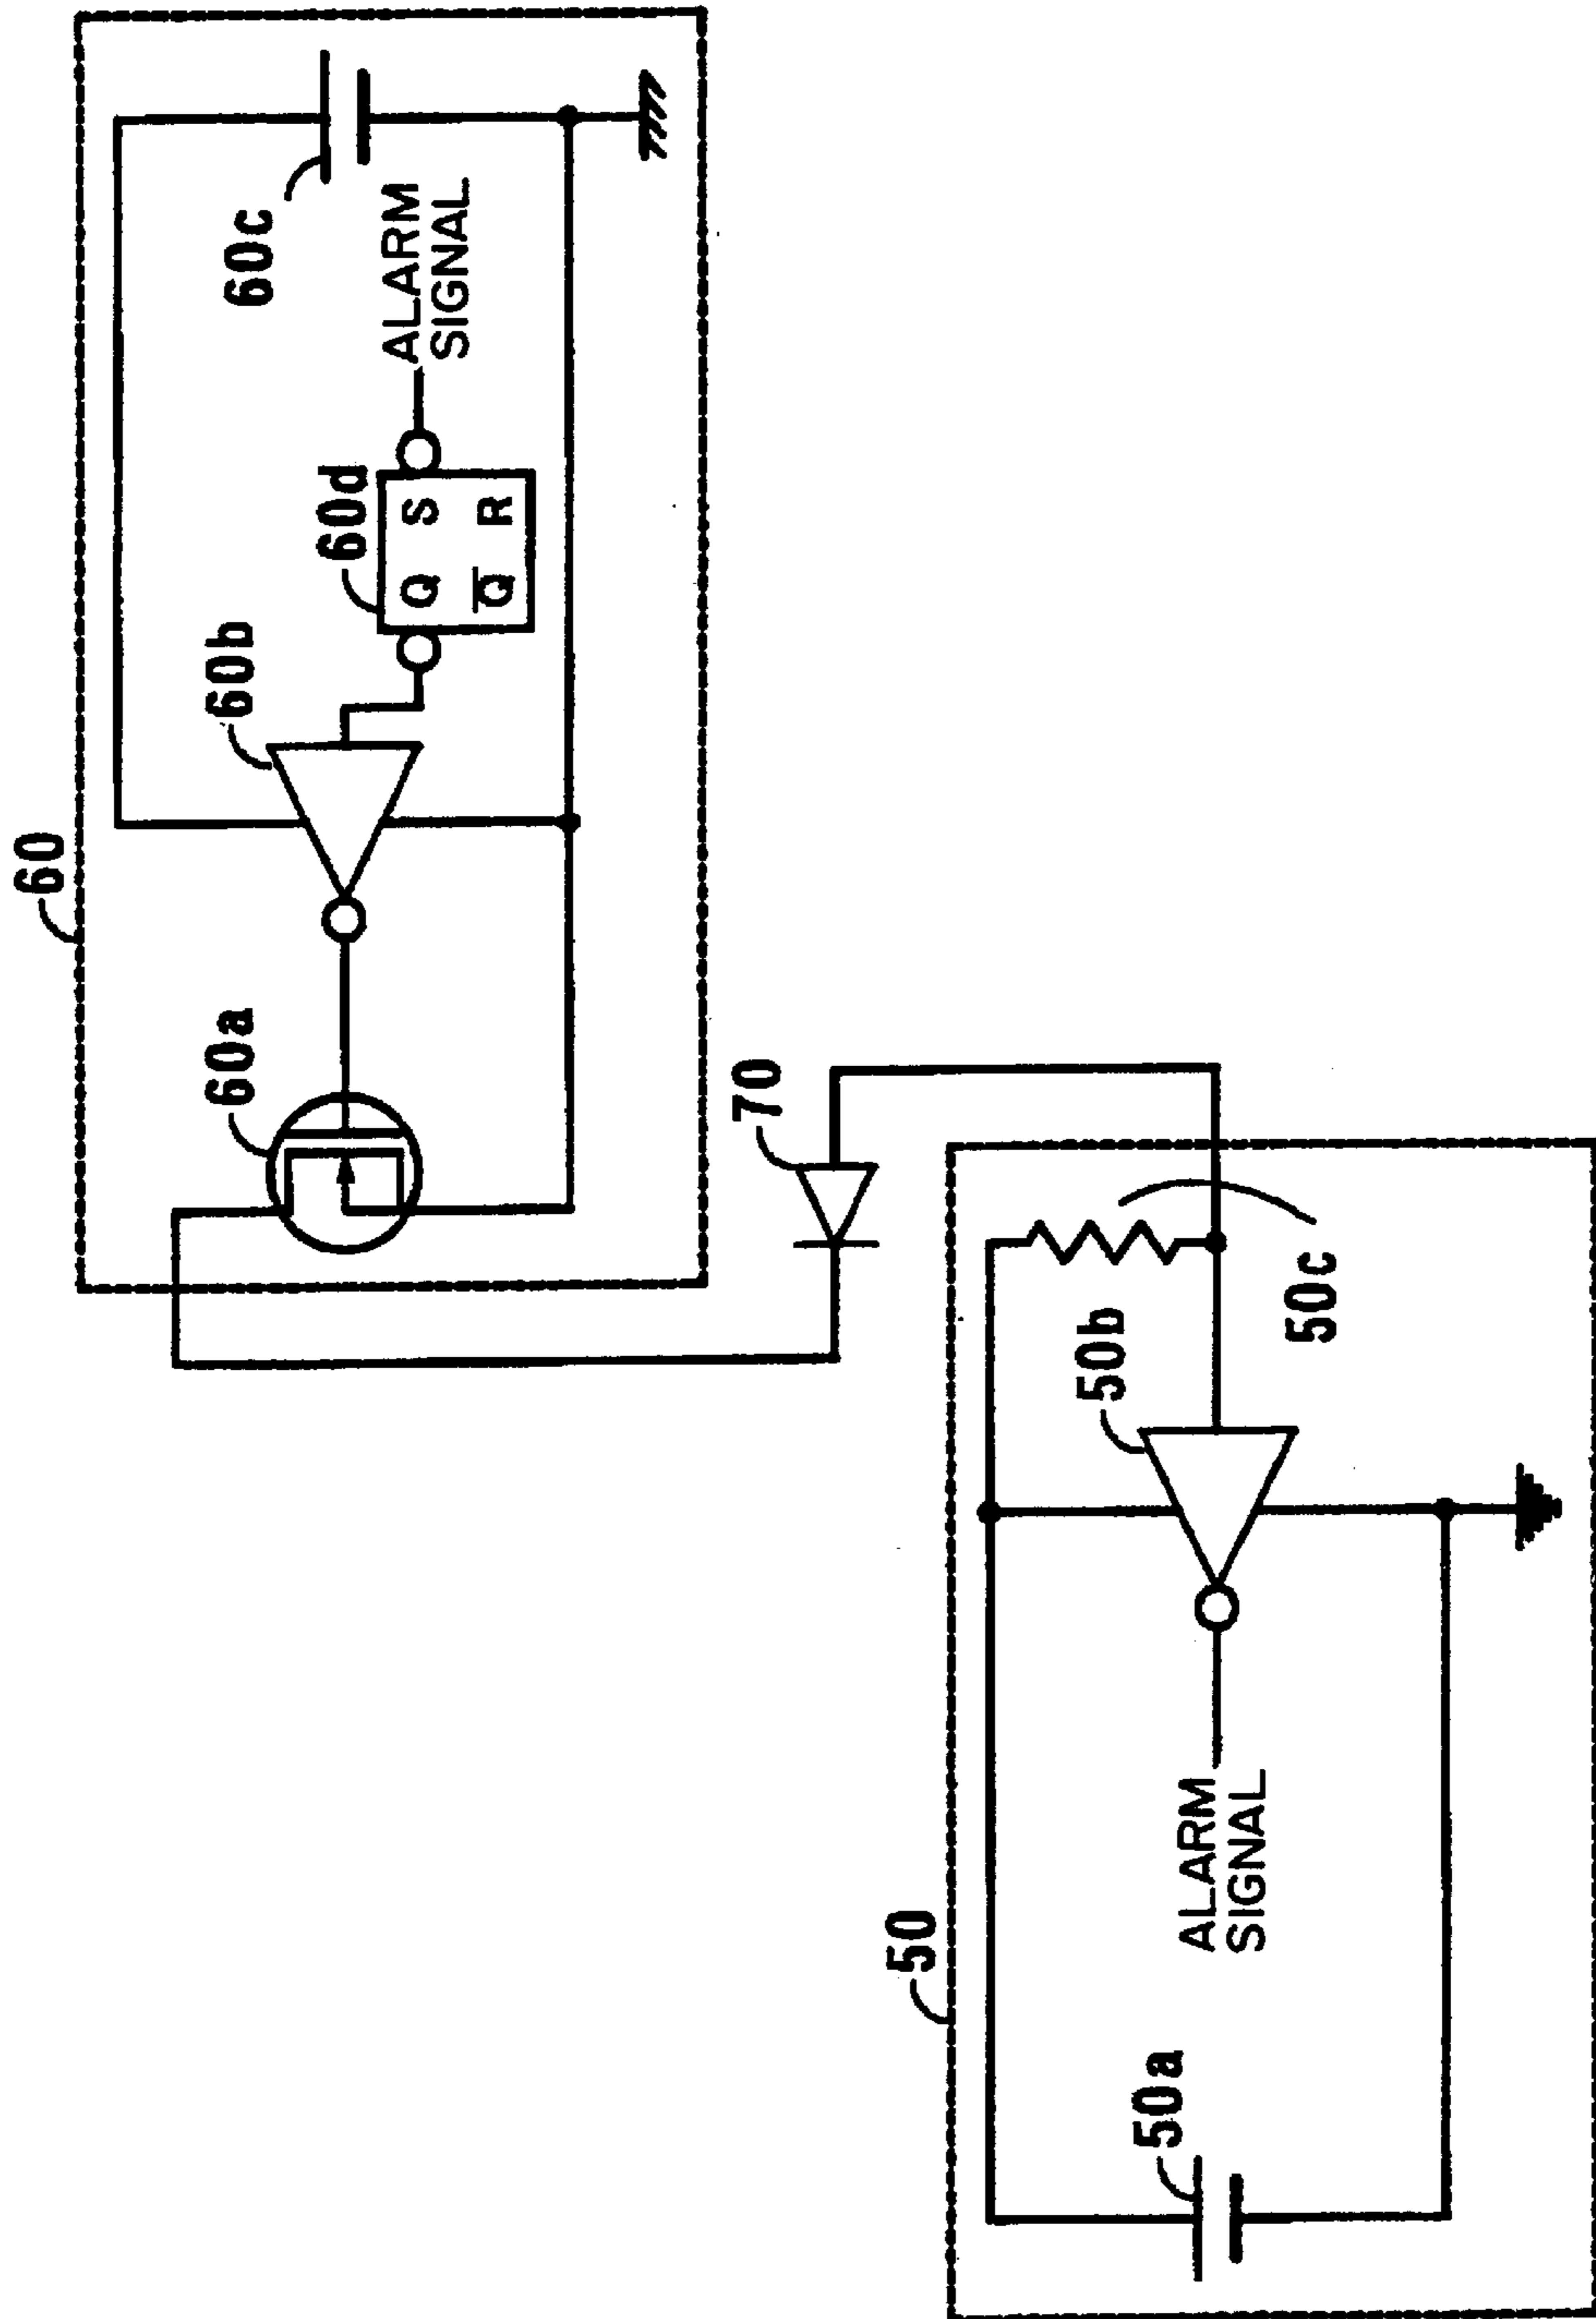 60
60c
ALARM
SIGNAL
60d
Q S
Q̅ R
60b
60a
70
50
50a
50b
50c
ALARM
SIGNAL